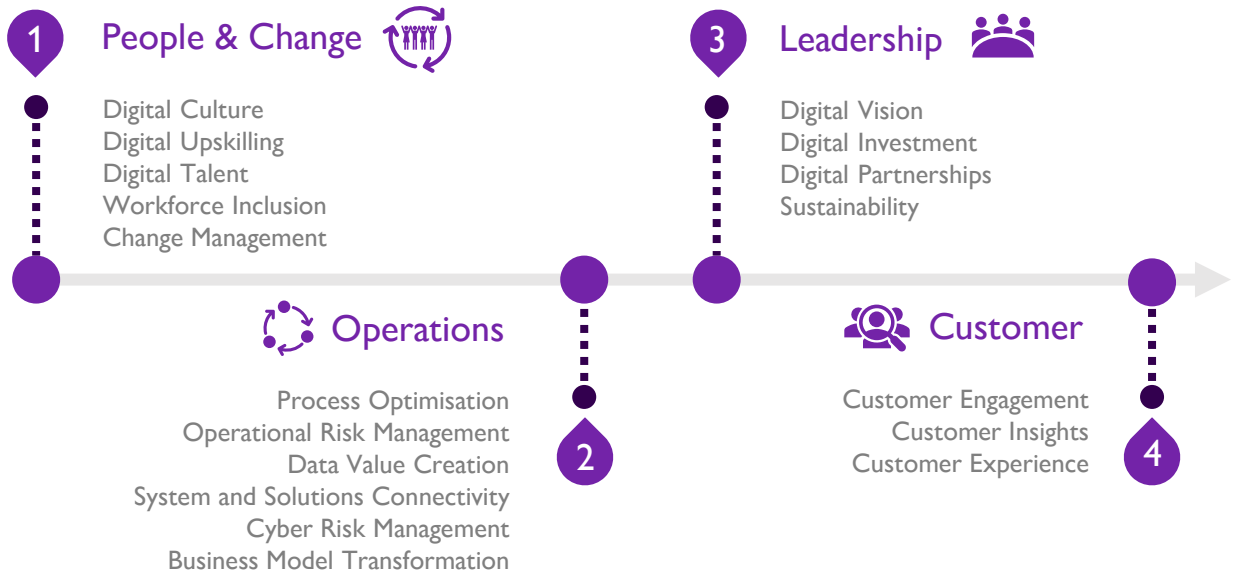 1
People & Change
Digital Culture
Digital Upskilling
Digital Talent
Workforce Inclusion
Change Management
Operations
Process Optimisation
Operational Risk Management
Data Value Creation
System and Solutions Connectivity
Cyber Risk Management
Business Model Transformation
2
3
Leadership
Digital Vision
Digital Investment
Digital Partnerships
Sustainability
Customer
Customer Engagement
Customer Insights
Customer Experience
4